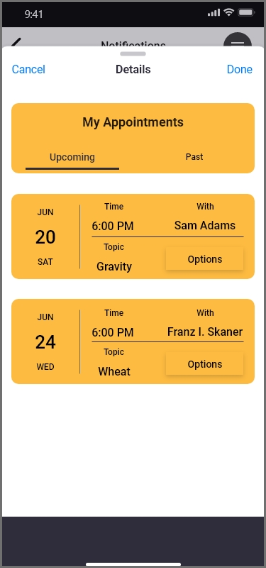 9:41
Notifications
Cancel
Details
Done
My Appointments
Upcoming
Past
JUN
20
SAT
Time
6:00 PM
With
Sam Adams
Topic
Gravity
Options
JUN
24
WED
Time
6:00 PM
With
Franz I. Skaner
Topic
Wheat
Options